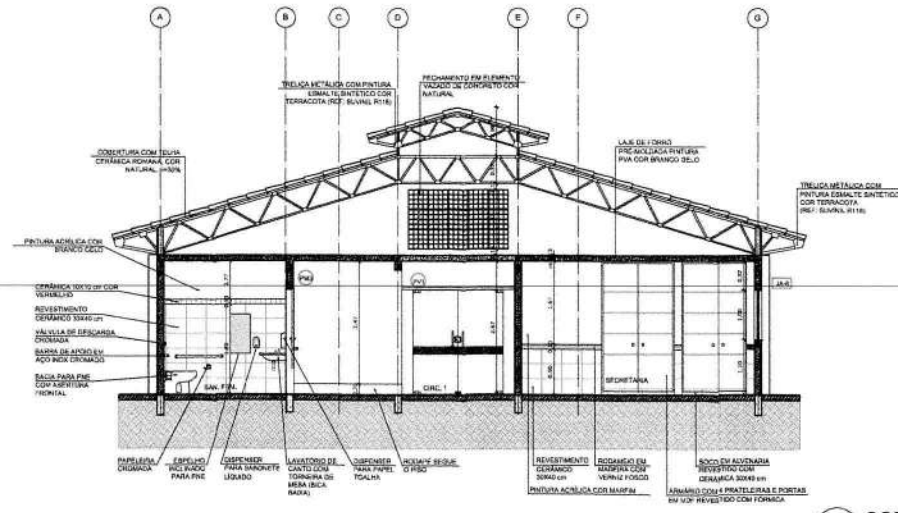 A B C D E F G
TRELIÇA METÁLICA COM PINTURA
ESMALTE SINTÉTICO COR
TERRACOTA (REF: SUVINIL R118)
FECHAMENTO EM ELEMENTO
VAZADO DE CONCRETO COR
NATURAL
COBERTURA COM TELHA
CERÂMICA ROMANA, COR
NATURAL, i=30%
LAJE DE FORRO
PRÉ-MOLDADA PINTURA
PVA COR BRANCO GELO
TRELIÇA METÁLICA COM
PINTURA ESMALTE SINTÉTICO
COR TERRACOTA
(REF: SUVINIL R118)
PINTURA ACRÍLICA COR
BRANCO GELO
CERÂMICA 10X10 cm COR
VERMELHO
REVESTIMENTO
CERÂMICO 30X40 cm
VÁLVULA DE DESCARGA
CROMADA
BARRA DE APOIO EM
AÇO INOX CROMADO
BACIA PARA PNE
COM ABERTURA
FRONTAL
SAN. FEM.
CIRC. 1
SECRETARIA
PAPELEIRA
CROMADA
ESPELHO
INCLINADO
PARA PNE
DISPENSER
PARA SABONETE
LÍQUIDO
LAVATÓRIO DE
CANTO COM
TORNEIRA DE
MESA (BICA
BAIXA)
DISPENSER
PARA PAPEL
TOALHA
RODAPÉ SEGUE
O PISO
REVESTIMENTO
CERÂMICO
30X40 cm
PINTURA ACRÍLICA COR MARFIM
RODAMEIO EM
MADEIRA COM
VERNIZ FOSCO
SOCO EM ALVENARIA
REVESTIDO COM
CERÂMICA 30X40 cm
ARMÁRIO COM 4 PRATELEIRAS E PORTAS
EM MDF REVESTIDO COM FÓRMICA